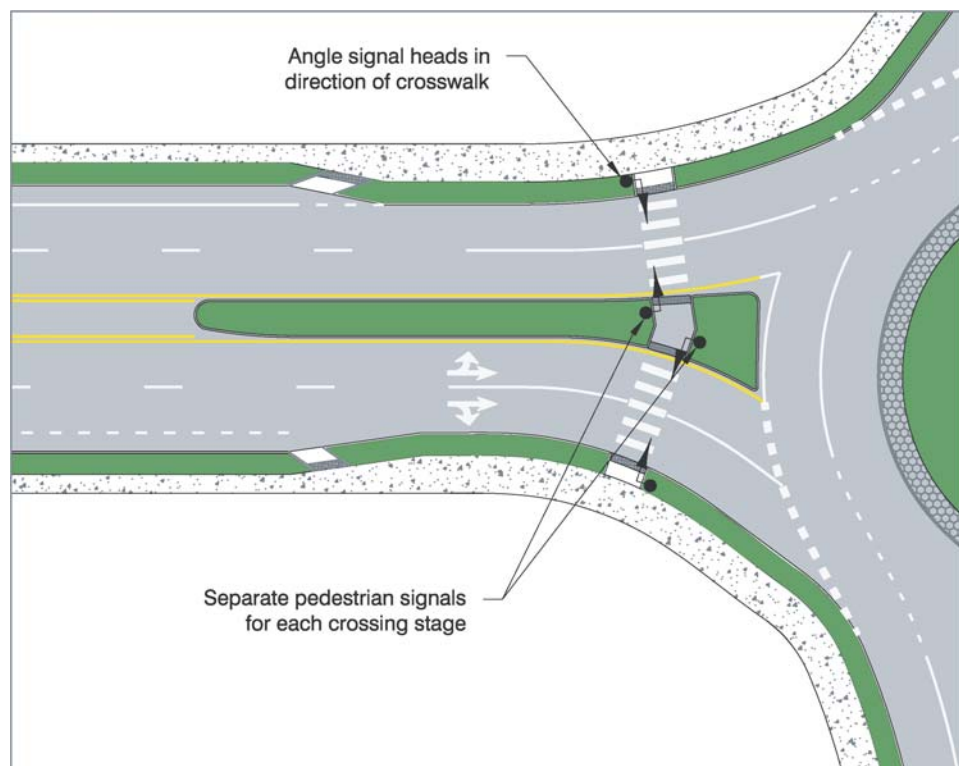 Angle signal heads in
direction of crosswalk
Separate pedestrian signals
for each crossing stage